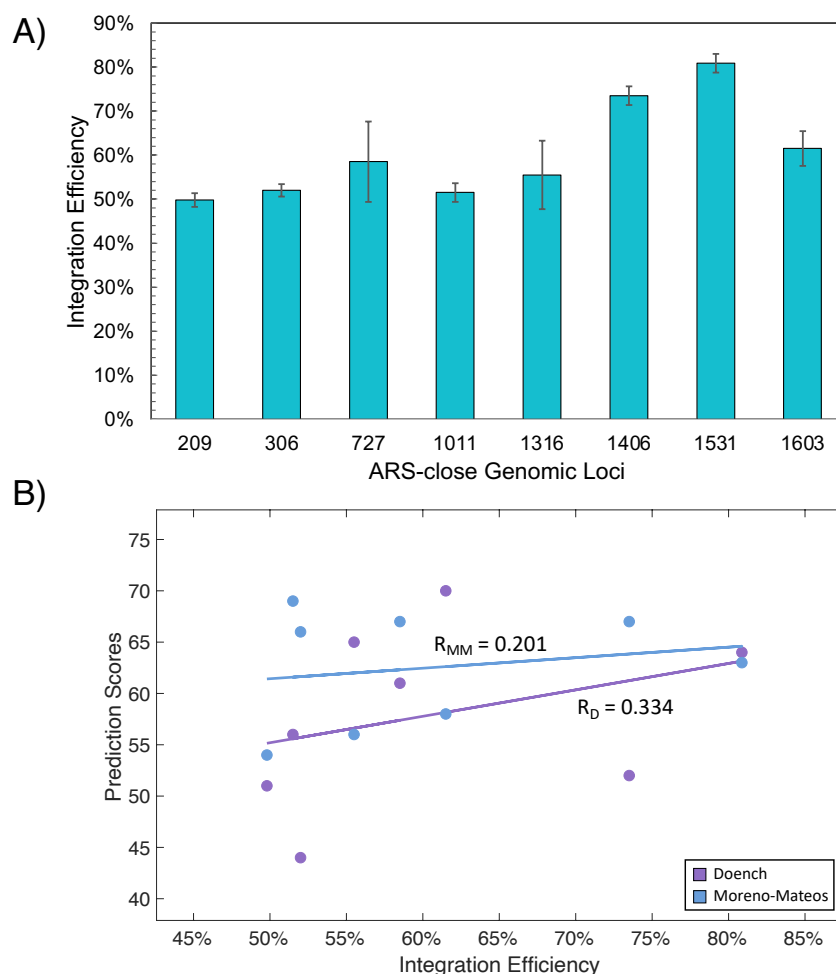 A)
Integration Efficiency
90%
80%
70%
60%
50%
40%
30%
20%
10%
0%
209 306 727 1011 1316 1406 1531 1603
ARS-close Genomic Loci
B)
Prediction Scores
75
70
65
60
55
50
45
40
R_MM = 0.201
R_D = 0.334
Doench
Moreno-Mateos
45% 50% 55% 60% 65% 70% 75% 80% 85%
Integration Efficiency